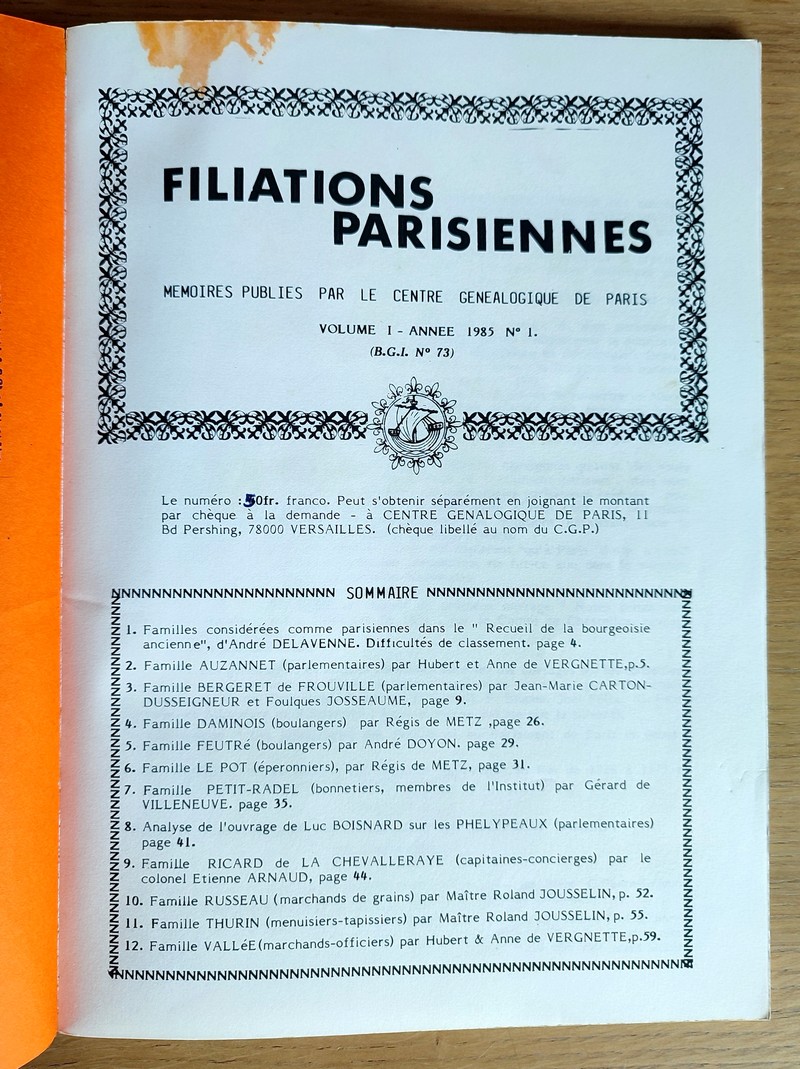 FILIATIONS
PARISIENNES
MEMOIRES PUBLIES PAR LE CENTRE GENEALOGIQUE DE PARIS
VOLUME I - ANNEE 1985 N° 1.
(B.G.I. N° 73)
Le numéro : 50fr. franco. Peut s'obtenir séparément en joignant le montant
par chèque à la demande - à CENTRE GENALOGIQUE DE PARIS, 11
Bd Pershing, 78000 VERSAILLES. (chèque libellé au nom du C.G.P.)
SOMMAIRE
1. Familles considérées comme parisiennes dans le " Recueil de la bourgeoisie
ancienne", d'André DELAVENNE. Difficultés de classement. page 4.
2. Famille AUZANNET (parlementaires) par Hubert et Anne de VERGNETTE,p.5.
3. Famille BERGERET de FROUVILLE (parlementaires) par Jean-Marie CARTON-
DUSSEIGNEUR et Foulques JOSSEAUME, page 9.
4. Famille DAMINOIS (boulangers) par Régis de METZ ,page 26.
5. Famille FEUTRé (boulangers) par André DOYON. page 29.
6. Famille LE POT (éperonniers), par Régis de METZ, page 31.
7. Famille PETIT-RADEL (bonnetiers, membres de l'Institut) par Gérard de
VILLENEUVE. page 35.
8. Analyse de l'ouvrage de Luc BOISNARD sur les PHELYPEAUX (parlementaires)
page 41.
9. Famille RICARD de LA CHEVALLERAYE (capitaines-concierges) par le
colonel Etienne ARNAUD, page 44.
10. Famille RUSSEAU (marchands de grains) par Maître Roland JOUSSELIN, p. 52.
11. Famille THURIN (menuisiers-tapissiers) par Maître Roland JOUSSELIN, p. 55.
12. Famille VALLéE(marchands-officiers) par Hubert & Anne de VERGNETTE,p.59.